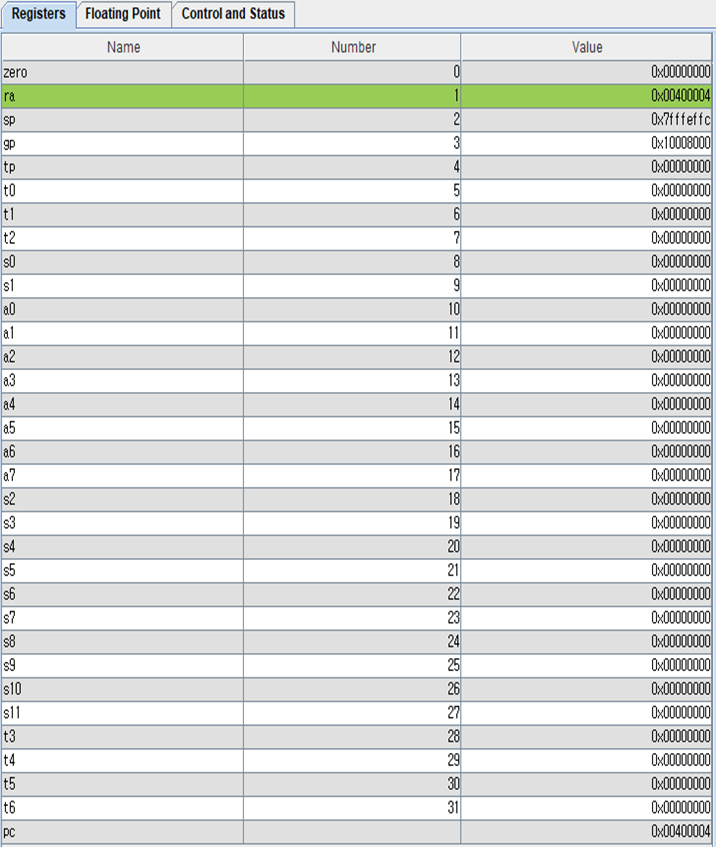 Registers Floating Point Control and Status
Name Number Value
zero 0 0x00000000
ra 1 0x00400004
sp 2 0x7fffeffc
gp 3 0x10008000
tp 4 0x00000000
t0 5 0x00000000
t1 6 0x00000000
t2 7 0x00000000
s0 8 0x00000000
s1 9 0x00000000
a0 10 0x00000000
a1 11 0x00000000
a2 12 0x00000000
a3 13 0x00000000
a4 14 0x00000000
a5 15 0x00000000
a6 16 0x00000000
a7 17 0x00000000
s2 18 0x00000000
s3 19 0x00000000
s4 20 0x00000000
s5 21 0x00000000
s6 22 0x00000000
s7 23 0x00000000
s8 24 0x00000000
s9 25 0x00000000
s10 26 0x00000000
s11 27 0x00000000
t3 28 0x00000000
t4 29 0x00000000
t5 30 0x00000000
t6 31 0x00000000
pc 0x00400004